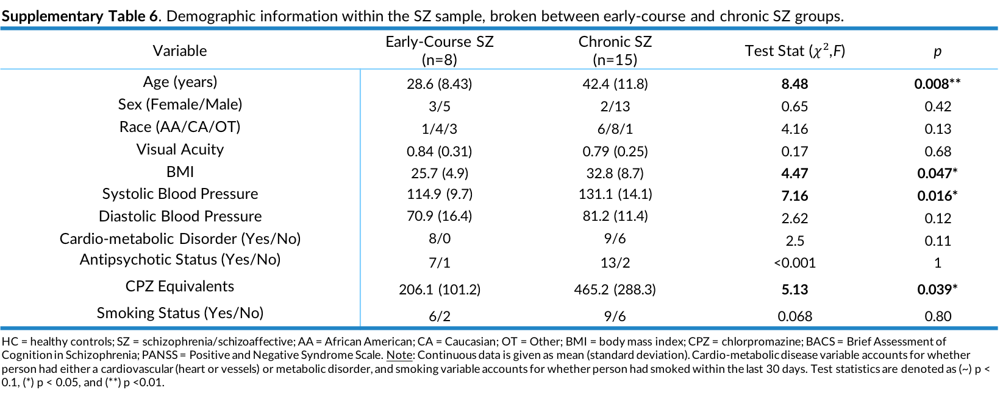 Supplementary Table 6. Demographic information within the SZ sample, broken between early-course and chronic SZ groups.
Variable Early-Course SZ (n=8) Chronic SZ (n=15) Test Stat (χ²,F) p
Age (years) 28.6 (8.43) 42.4 (11.8) 8.48 0.008**
Sex (Female/Male) 3/5 2/13 0.65 0.42
Race (AA/CA/OT) 1/4/3 6/8/1 4.16 0.13
Visual Acuity 0.84 (0.31) 0.79 (0.25) 0.17 0.68
BMI 25.7 (4.9) 32.8 (8.7) 4.47 0.047*
Systolic Blood Pressure 114.9 (9.7) 131.1 (14.1) 7.16 0.016*
Diastolic Blood Pressure 70.9 (16.4) 81.2 (11.4) 2.62 0.12
Cardio-metabolic Disorder (Yes/No) 8/0 9/6 2.5 0.11
Antipsychotic Status (Yes/No) 7/1 13/2 <0.001 1
CPZ Equivalents 206.1 (101.2) 465.2 (288.3) 5.13 0.039*
Smoking Status (Yes/No) 6/2 9/6 0.068 0.80
HC = healthy controls; SZ = schizophrenia/schizoaffective; AA = African American; CA = Caucasian; OT = Other; BMI = body mass index; CPZ = chlorpromazine; BACS = Brief Assessment of
Cognition in Schizophrenia; PANSS = Positive and Negative Syndrome Scale. Note: Continuous data is given as mean (standard deviation). Cardio-metabolic disease variable accounts for whether
person had either a cardiovascular (heart or vessels) or metabolic disorder, and smoking variable accounts for whether person had smoked within the last 30 days. Test statistics are denoted as (~) p <
0.1, (*) p < 0.05, and (**) p <0.01.